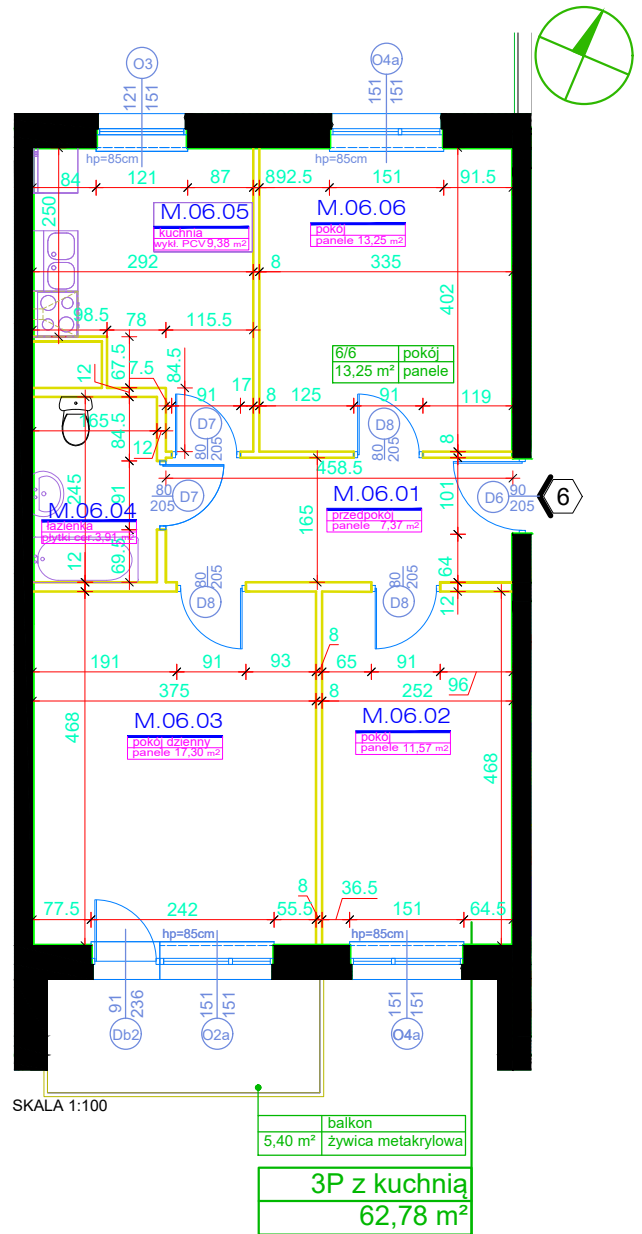 O3
121
151
O4a
151
151
hp=85cm
hp=85cm
84
121
87
892.5
151
91.5
250
M.06.05
kuchnia
wykł. PCV 9,38 m²
M.06.06
pokój
panele 13,25 m²
292
8
335
402
98.5
78
115.5
6/6
pokój
13,25 m²
panele
12
67.5
7.5
84.5
91
17
8
125
91
119
165
84.5
12
D7
80
205
D8
80
205
8
458.5
245
91
80
205
D7
M.06.04
łazienka
płytki cer. 3,91 m²
M.06.01
przedpokój
panele 7,37 m²
165
101
D6
90
205
6
12
69.5
D8
80
205
D8
80
205
64
12
8
191
91
93
65
91
96
375
8
252
468
M.06.03
pokój dzienny
panele 17,30 m²
M.06.02
pokój
panele 11,57 m²
468
77.5
242
55.5
8
36.5
151
64.5
hp=85cm
hp=85cm
91
236
Db2
151
151
O2a
151
151
O4a
SKALA 1:100
balkon
5,40 m²
żywica metakrylowa
3P z kuchnią
62,78 m²